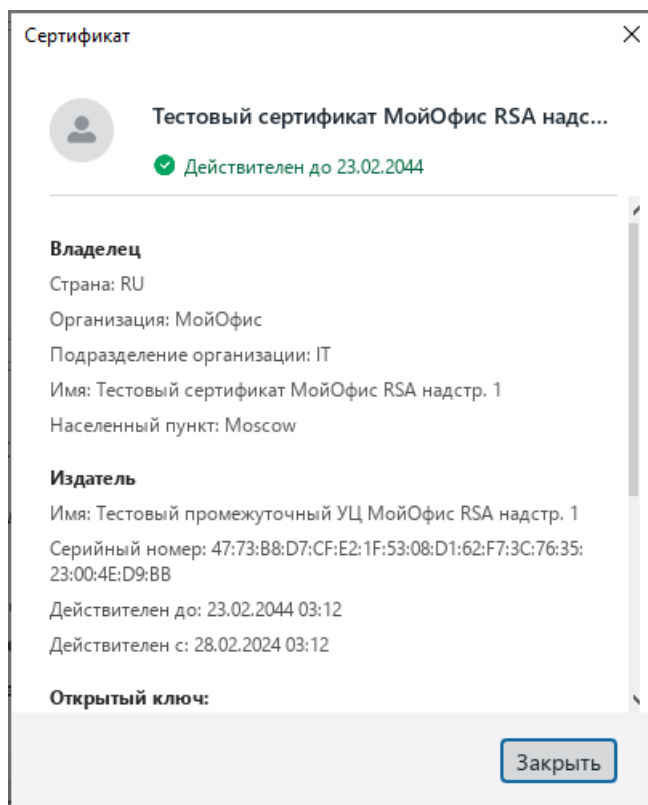 Сертификат
Тестовый сертификат МойОфис RSA надс...
Действителен до 23.02.2044
Владелец
Страна: RU
Организация: МойОфис
Подразделение организации: IT
Имя: Тестовый сертификат МойОфис RSA надстр. 1
Населенный пункт: Moscow
Издатель
Имя: Тестовый промежуточный УЦ МойОфис RSA надстр. 1
Серийный номер: 47:73:B8:D7:CF:E2:1F:53:08:D1:62:F7:3C:76:35:
23:00:4E:D9:BB
Действителен до: 23.02.2044 03:12
Действителен с: 28.02.2024 03:12
Открытый ключ:
Закрыть